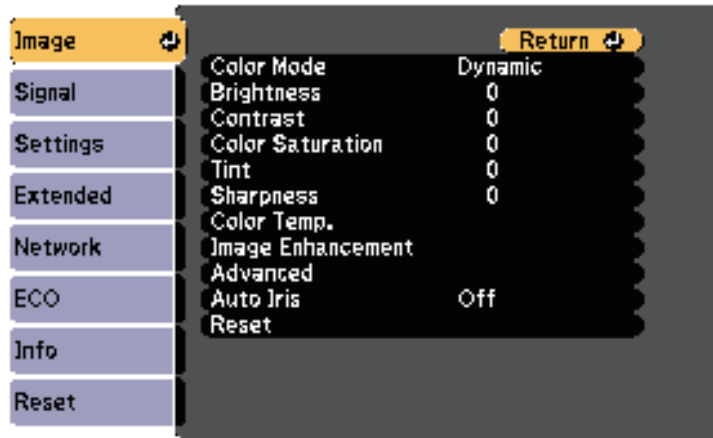 Image
Signal
Settings
Extended
Network
ECO
Info
Reset
Return
Color Mode Dynamic
Brightness 0
Contrast 0
Color Saturation 0
Tint 0
Sharpness 0
Color Temp.
Image Enhancement
Advanced
Auto Iris Off
Reset